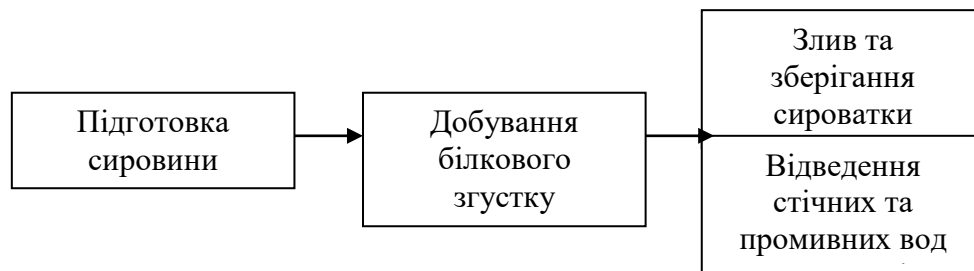 Підготовка
сировини
Добування
білкового
згустку
Злив та
зберігання
сироватки
Відведення
стічних та
промивних вод